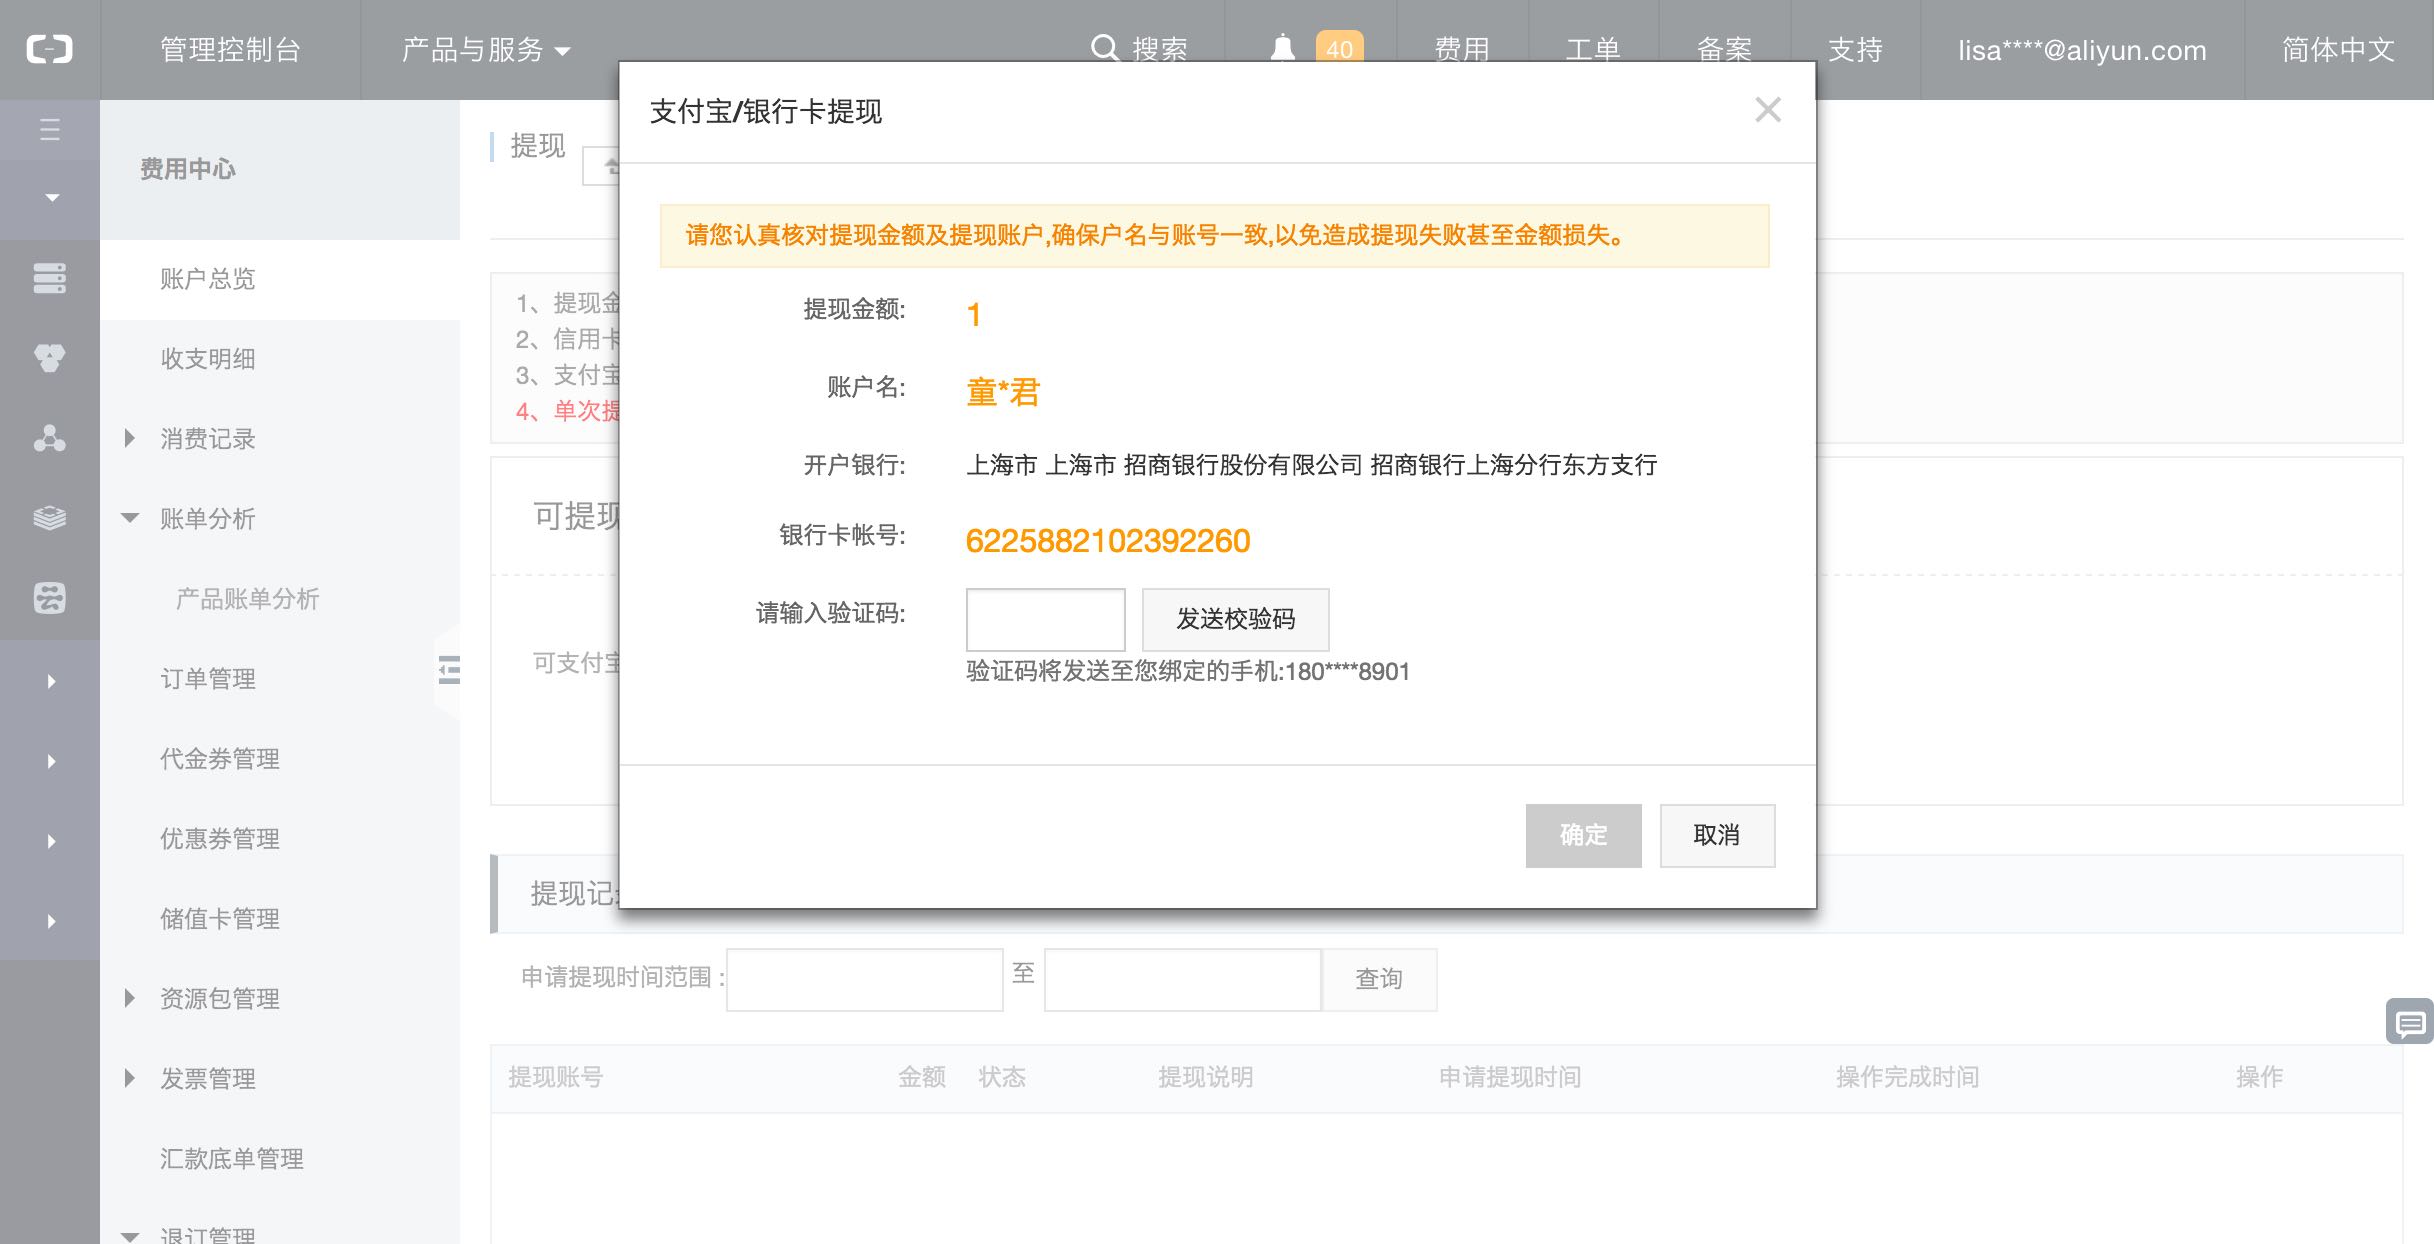 管理控制台
产品与服务
搜索
40
费用
工单
备案
支持
lisa****@aliyun.com
简体中文
费用中心
账户总览
收支明细
消费记录
账单分析
产品账单分析
订单管理
代金券管理
优惠券管理
储值卡管理
资源包管理
发票管理
汇款底单管理
退订管理
提现
1、提现金
2、信用卡
3、支付宝
4、单次提
可提现
可支付宝
支付宝/银行卡提现
请您认真核对提现金额及提现账户,确保户名与账号一致,以免造成提现失败甚至金额损失。
提现金额: 1
账户名: 童*君
开户银行: 上海市 上海市 招商银行股份有限公司 招商银行上海分行东方支行
银行卡帐号: 6225882102392260
请输入验证码: 发送校验码
验证码将发送至您绑定的手机:180****8901
确定 取消
提现记
申请提现时间范围 : 至 查询
提现账号 金额 状态 提现说明 申请提现时间 操作完成时间 操作